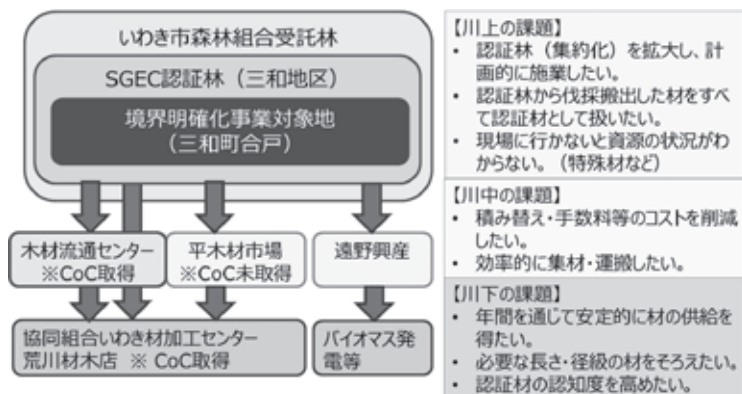 いわき市森林組合受託林
SGEC認証林（三和地区）
境界明確化事業対象地
（三和町合戸）
木材流通センター
※CoC取得
平木材市場
※CoC未取得
遠野興産
協同組合いわき材加工センター
荒川材木店 ※ CoC取得
バイオマス発
電等
【川上の課題】
• 認証林（集約化）を拡大し、計
画的に施業したい。
• 認証林から伐採搬出した材をすべ
て認証材として扱いたい。
• 現場に行かないと資源の状況がわ
からない。（特殊材など）
【川中の課題】
• 積み替え・手数料等のコストを削減
したい。
• 効率的に集材・運搬したい。
【川下の課題】
• 年間を通じて安定的に材の供給を
得たい。
• 必要な長さ・径級の材をそろえたい。
• 認証材の認知度を高めたい。